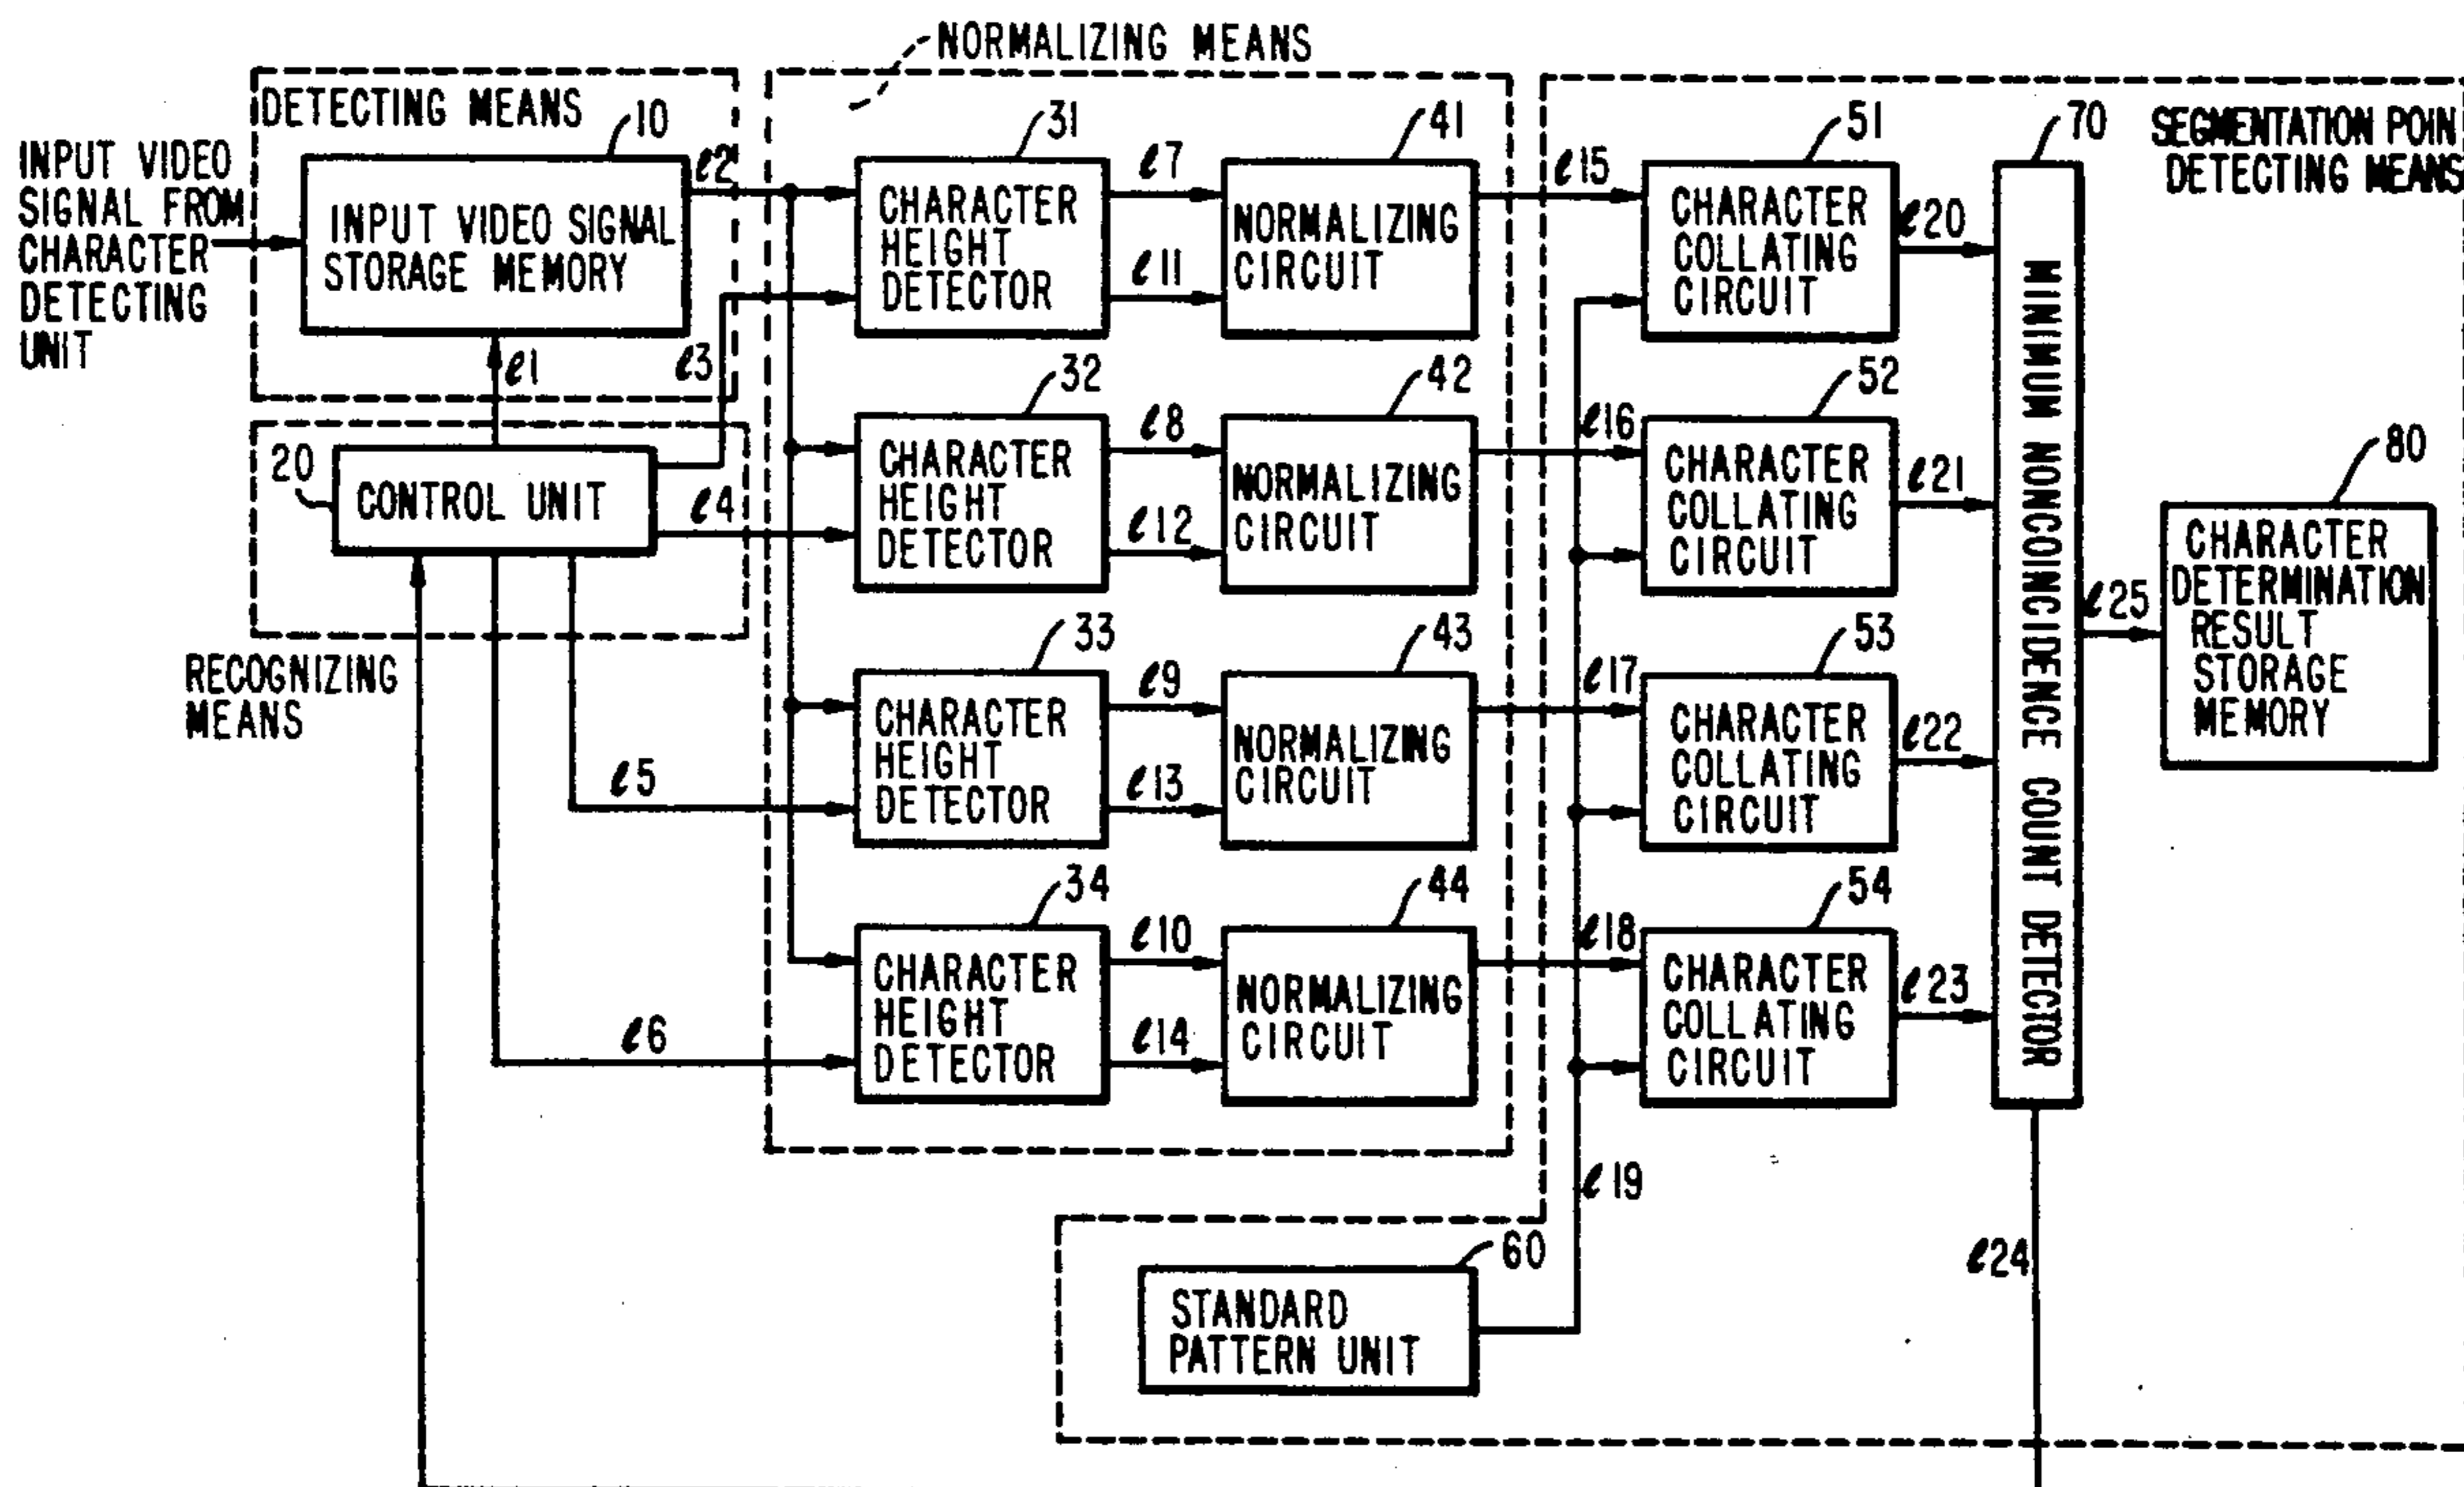 NORMALIZING MEANS
DETECTING MEANS
10
INPUT VIDEO
SIGNAL FROM
CHARACTER
DETECTING
UNIT
INPUT VIDEO SIGNAL
STORAGE MEMORY
ℓ1
ℓ2
ℓ3
20
CONTROL UNIT
ℓ4
RECOGNIZING
MEANS
ℓ5
ℓ6
31
CHARACTER
HEIGHT
DETECTOR
ℓ7
ℓ11
41
NORMALIZING
CIRCUIT
32
CHARACTER
HEIGHT
DETECTOR
ℓ8
ℓ12
42
NORMALIZING
CIRCUIT
33
CHARACTER
HEIGHT
DETECTOR
ℓ9
ℓ13
43
NORMALIZING
CIRCUIT
34
CHARACTER
HEIGHT
DETECTOR
ℓ10
ℓ14
44
NORMALIZING
CIRCUIT
ℓ15
51
CHARACTER
COLLATING
CIRCUIT
ℓ20
ℓ16
52
CHARACTER
COLLATING
CIRCUIT
ℓ21
ℓ17
53
CHARACTER
COLLATING
CIRCUIT
ℓ22
ℓ18
54
CHARACTER
COLLATING
CIRCUIT
ℓ23
ℓ19
60
STANDARD
PATTERN UNIT
70
MINIMUM NONCOINCIDENCE COUNT DETECTOR
SEGMENTATION POIN
DETECTING MEANS
ℓ24
ℓ25
80
CHARACTER
DETERMINATION
RESULT
STORAGE
MEMORY